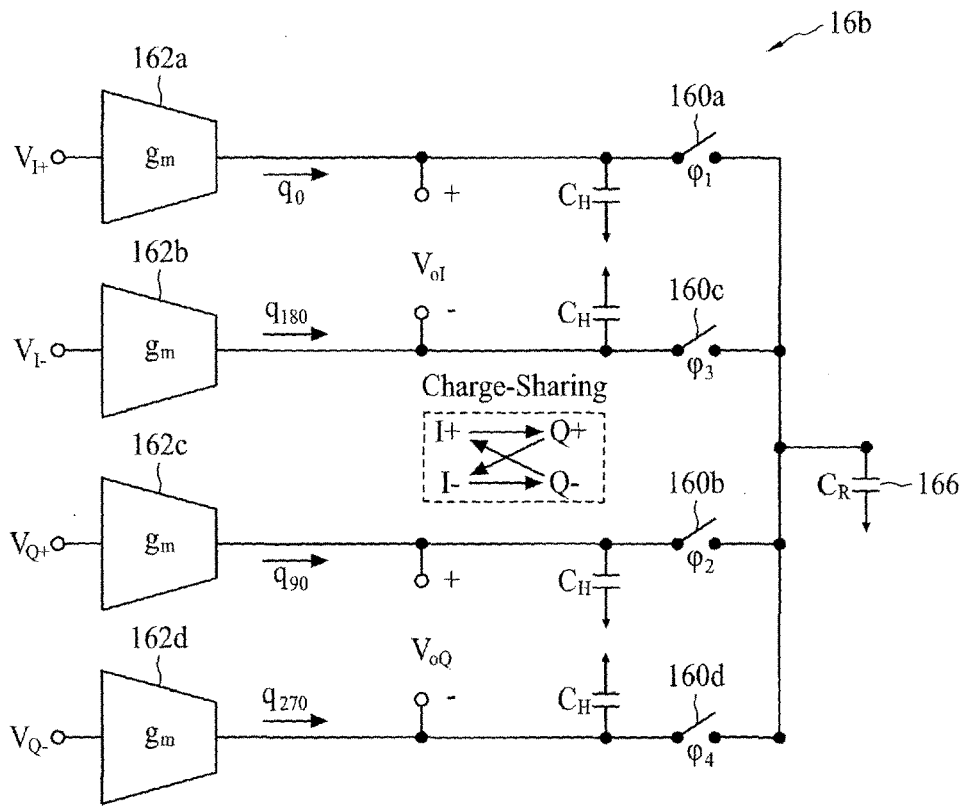 16b
162a
160a
V_I+
g_m
q_0
+
C_H
φ_1
162b
V_oI
160c
q_180
-
C_H
V_I-
g_m
φ_3
Charge-Sharing
I+ Q+
I- Q-
162c
160b
C_R 166
V_Q+
g_m
q_90
+
C_H
φ_2
162d
V_oQ
160d
q_270
-
C_H
V_Q-
g_m
φ_4